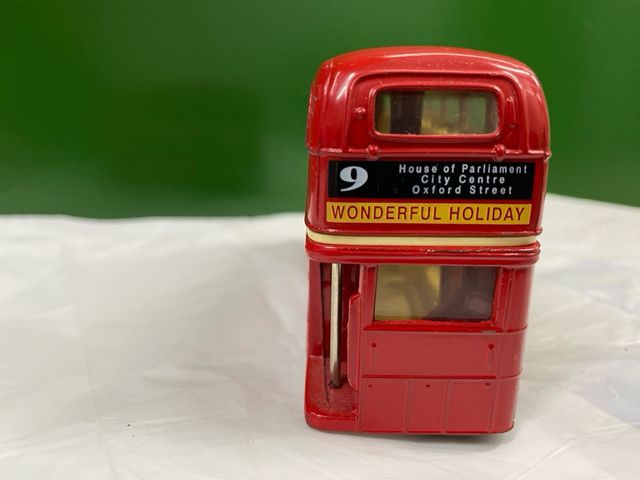 9
House of Parliament
City Centre
Oxford Street
WONDERFUL HOLIDAY